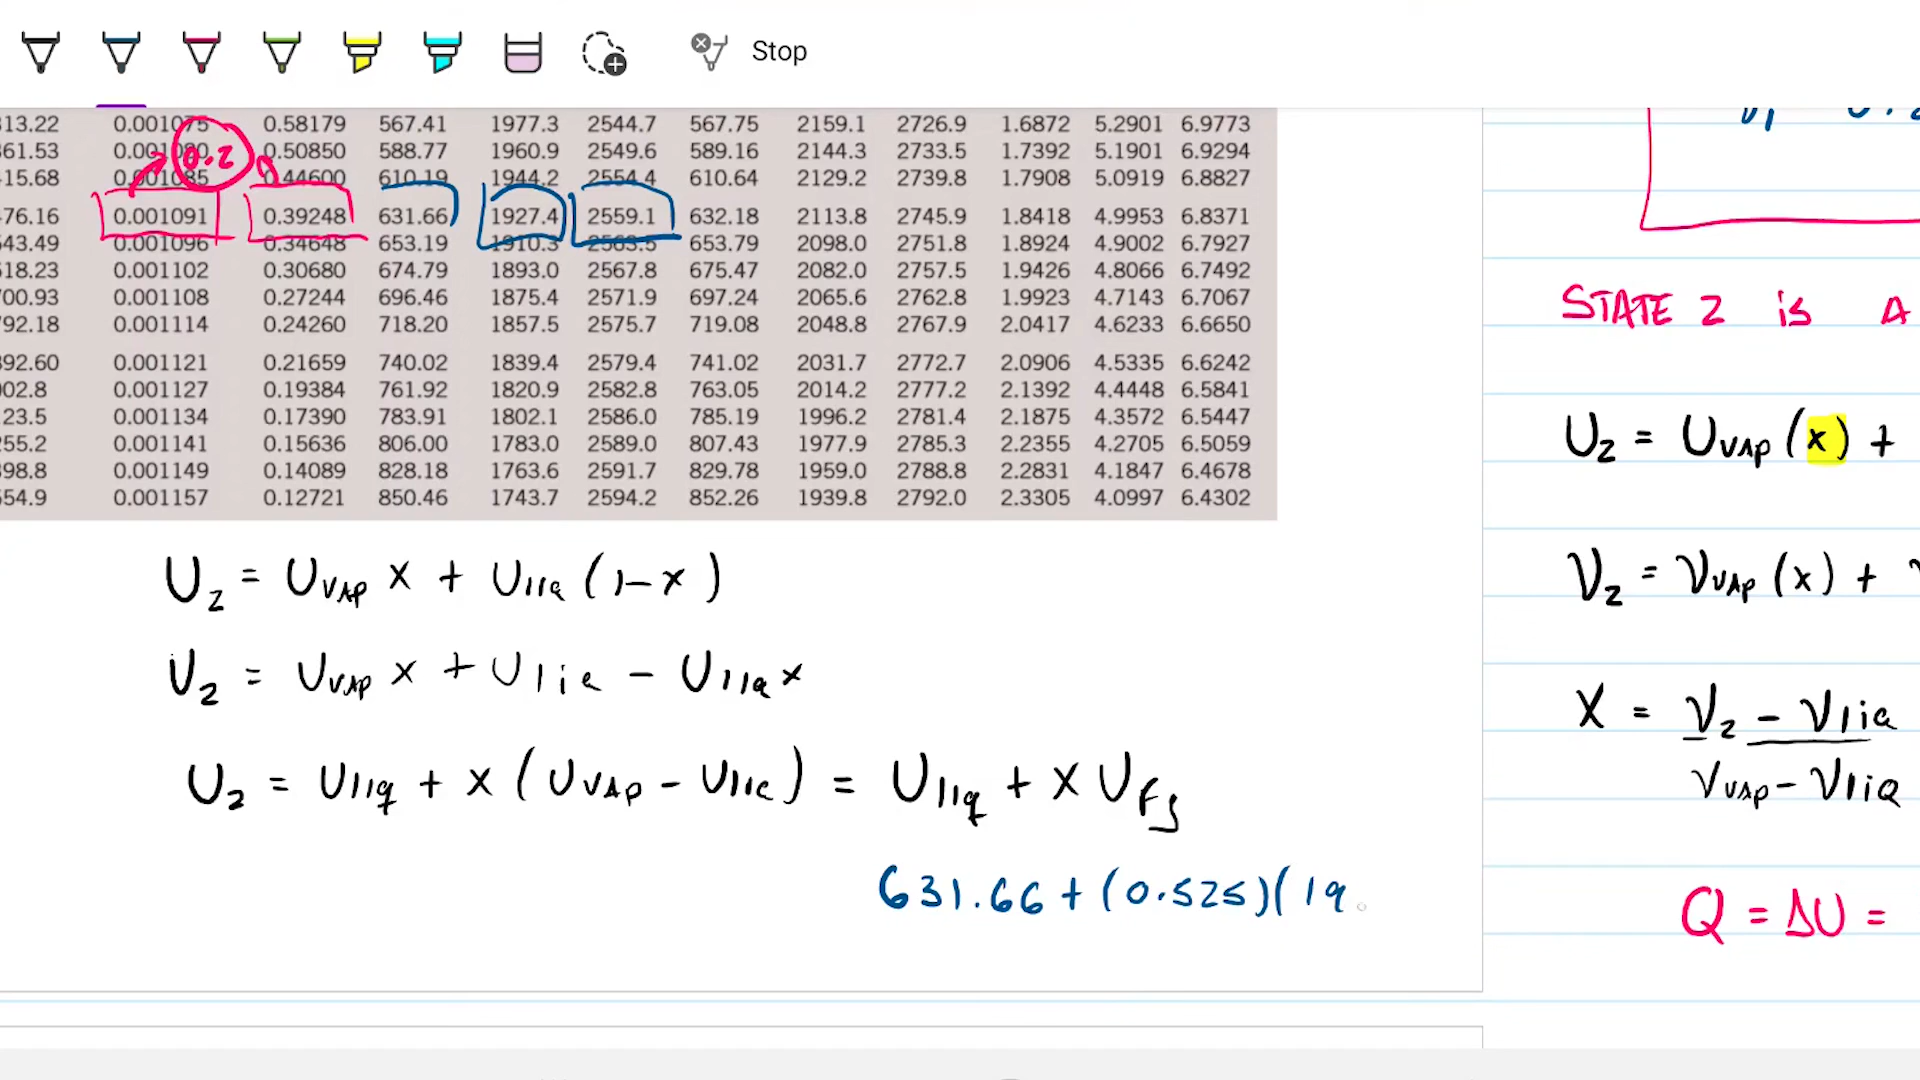 Stop
313.22 0.001075 0.58179 567.41 1977.3 2544.7 567.75 2159.1 2726.9 1.6872 5.2901 6.9773
361.53 0.2 0.50850 588.77 1960.9 2549.6 589.16 2144.3 2733.5 1.7392 5.1901 6.9294
415.68 0.001085 0.44600 610.19 1944.2 2554.4 610.64 2129.2 2739.8 1.7908 5.0919 6.8827
476.16 0.001091 0.39248 631.66 1927.4 2559.1 632.18 2113.8 2745.9 1.8418 4.9953 6.8371
543.49 0.001096 0.34648 653.19 1910.3 2563.5 653.79 2098.0 2751.8 1.8924 4.9002 6.7927
618.23 0.001102 0.30680 674.79 1893.0 2567.8 675.47 2082.0 2757.5 1.9426 4.8066 6.7492
700.93 0.001108 0.27244 696.46 1875.4 2571.9 697.24 2065.6 2762.8 1.9923 4.7143 6.7067
792.18 0.001114 0.24260 718.20 1857.5 2575.7 719.08 2048.8 2767.9 2.0417 4.6233 6.6650
892.60 0.001121 0.21659 740.02 1839.4 2579.4 741.02 2031.7 2772.7 2.0906 4.5335 6.6242
002.8 0.001127 0.19384 761.92 1820.9 2582.8 763.05 2014.2 2777.2 2.1392 4.4448 6.5841
23.5 0.001134 0.17390 783.91 1802.1 2586.0 785.19 1996.2 2781.4 2.1875 4.3572 6.5447
255.2 0.001141 0.15636 806.00 1783.0 2589.0 807.43 1977.9 2785.3 2.2355 4.2705 6.5059
398.8 0.001149 0.14089 828.18 1763.6 2591.7 829.78 1959.0 2788.8 2.2831 4.1847 6.4678
554.9 0.001157 0.12721 850.46 1743.7 2594.2 852.26 1939.8 2792.0 2.3305 4.0997 6.4302
U2 = Uvap x + Uliq (1-x)
U2 = Uvap x + Uliq - Uliq x
U2 = Uliq + x (Uvap - Uliq) = Uliq + x Ufg
631.66 + (0.525)(19
STATE 2 is A
U2 = Uvap (x) +
V2 = Vvap (x) +
X = V2 - Vliq
Vvap - Vliq
Q = ΔU =